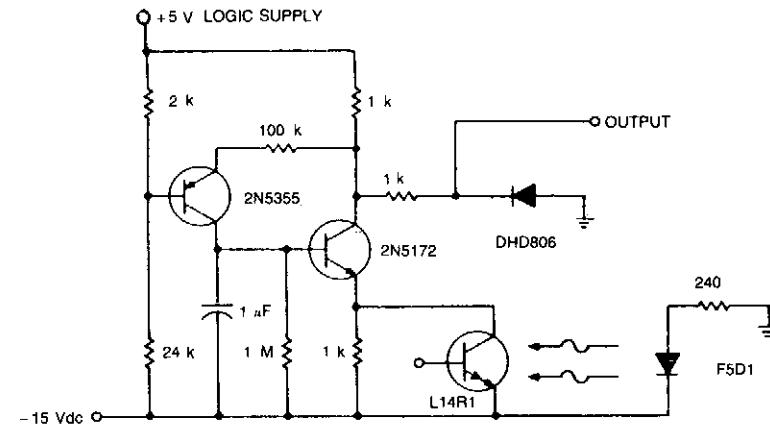 +5 V LOGIC SUPPLY
2 k
1 k
100 k
OUTPUT
1 k
2N5355
2N5172
DHD806
240
1 μF
24 k
1 M
1 k
F5D1
L14R1
−15 Vdc